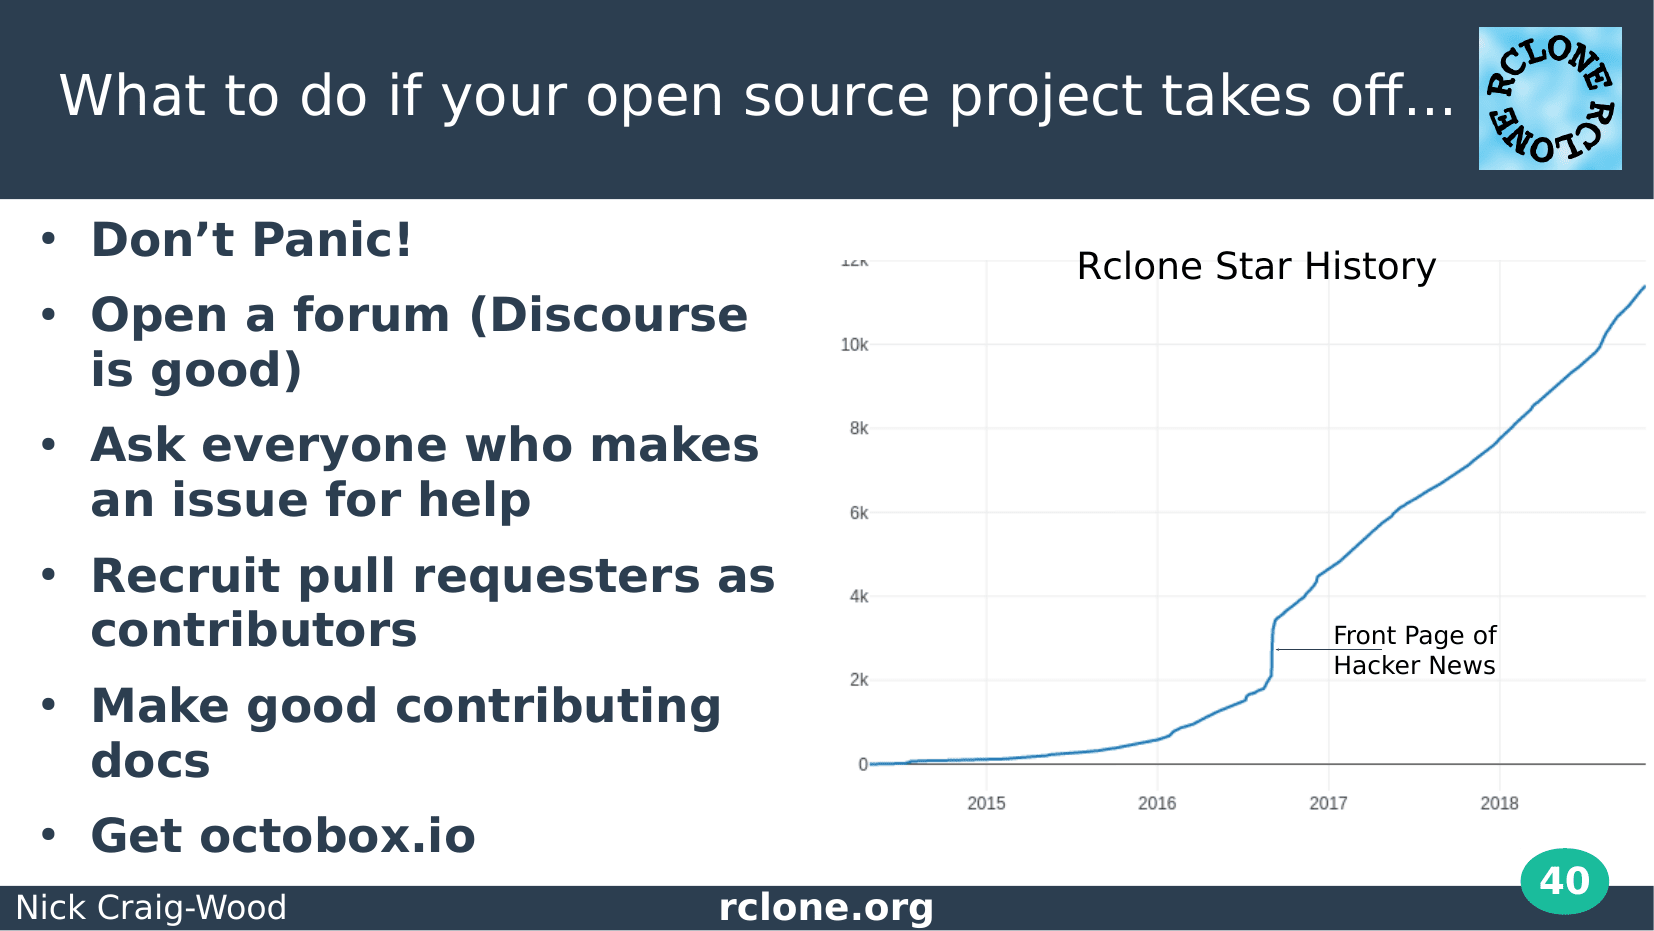 What to do if your open source project takes off...
RCLONE RCLONE
• Don’t Panic!
• Open a forum (Discourse
is good)
• Ask everyone who makes
an issue for help
• Recruit pull requesters as
contributors
• Make good contributing
docs
• Get octobox.io
Rclone Star History
12k
10k
8k
6k
4k
2k
0
Front Page of
Hacker News
2015 2016 2017 2018
40
Nick Craig-Wood rclone.org